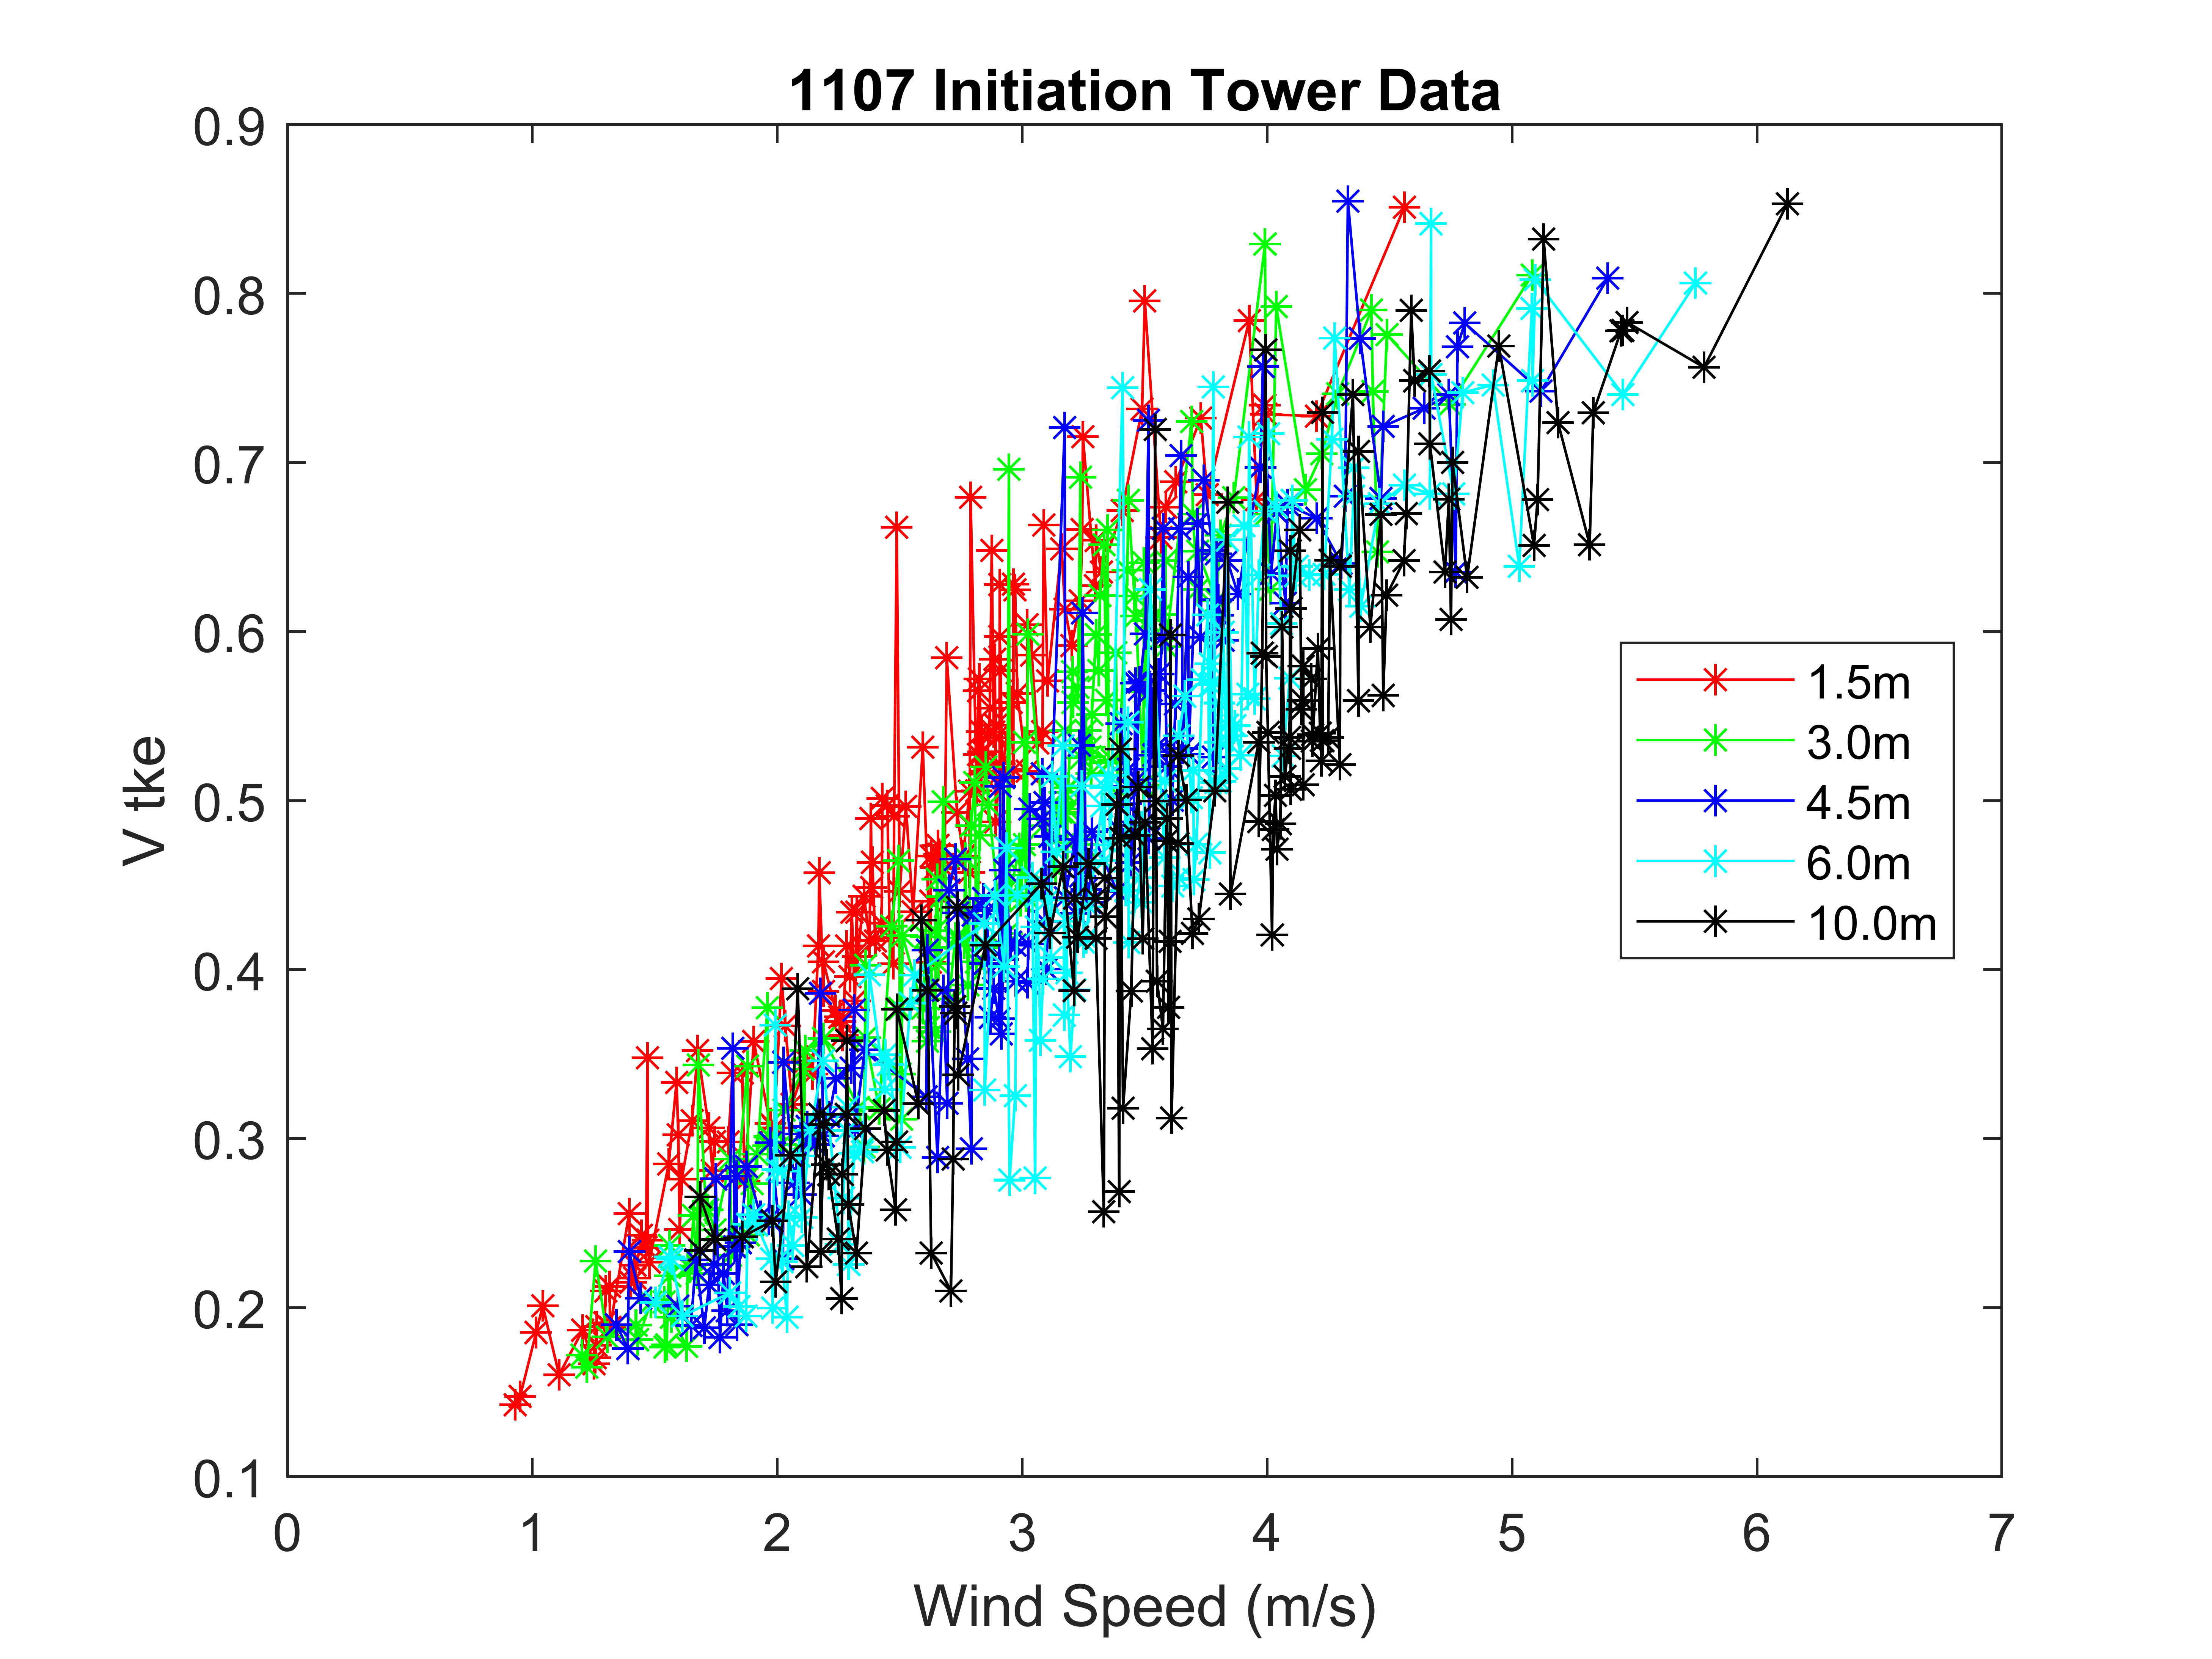 1107 Initiation Tower Data
0.9
0.8
0.7
0.6
0.5
0.4
0.3
0.2
0.1
V tke
1.5m
3.0m
4.5m
6.0m
10.0m
0 1 2 3 4 5 6 7
Wind Speed (m/s)